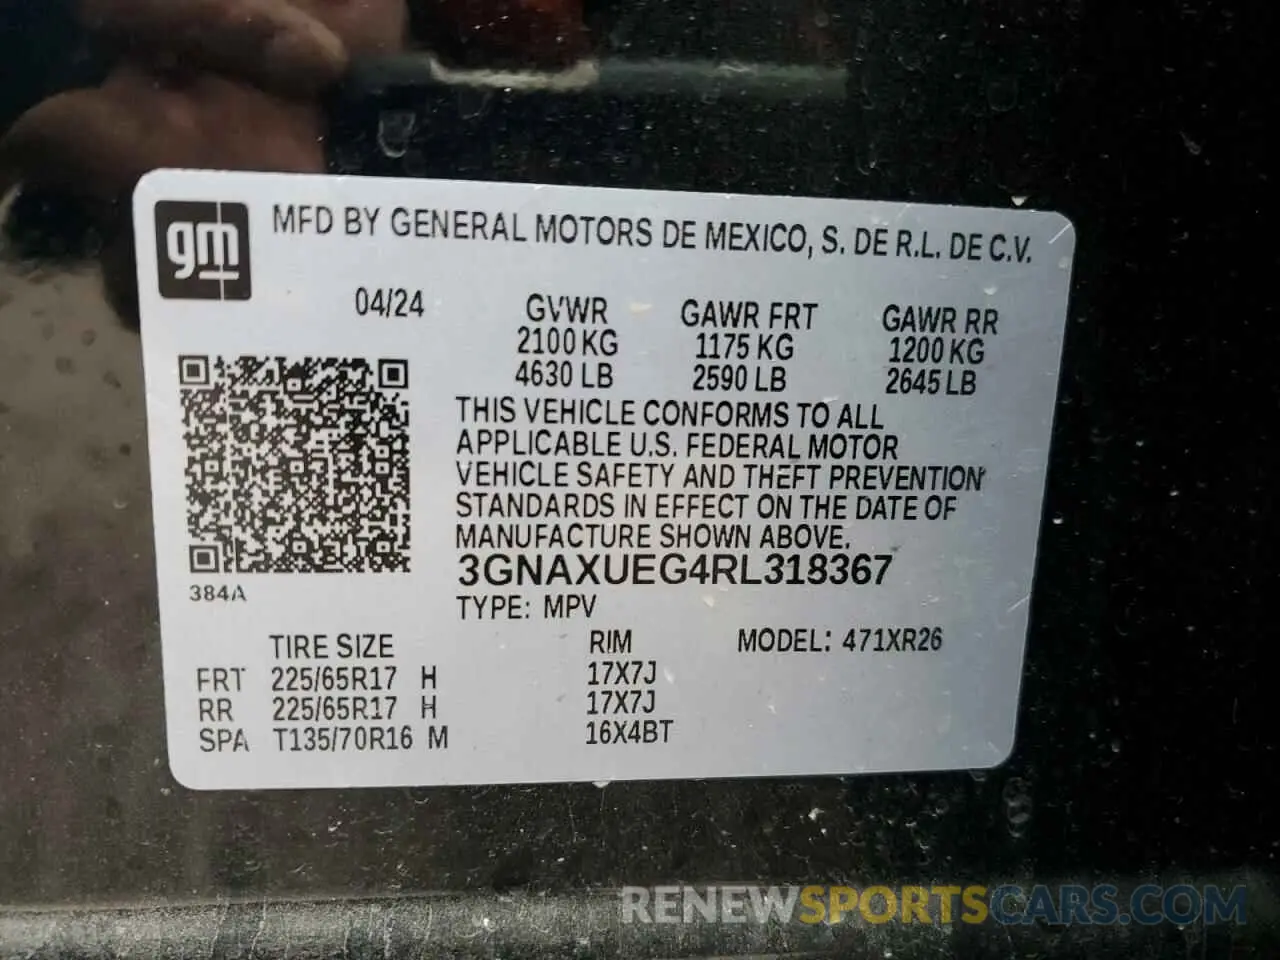 gm
MFD BY GENERAL MOTORS DE MEXICO, S. DE R.L. DE C.V.
04/24 GVWR GAWR FRT GAWR RR
2100 KG 1175 KG 1200 KG
4630 LB 2590 LB 2645 LB
THIS VEHICLE CONFORMS TO ALL
APPLICABLE U.S. FEDERAL MOTOR
VEHICLE SAFETY AND THEFT PREVENTION
STANDARDS IN EFFECT ON THE DATE OF
MANUFACTURE SHOWN ABOVE.
3GNAXUEG4RL318367
384A
TYPE: MPV
TIRE SIZE RIM MODEL: 471XR26
FRT 225/65R17 H 17X7J
RR 225/65R17 H 17X7J
SPA T135/70R16 M 16X4BT
RENEWSPORTSCARS.COM